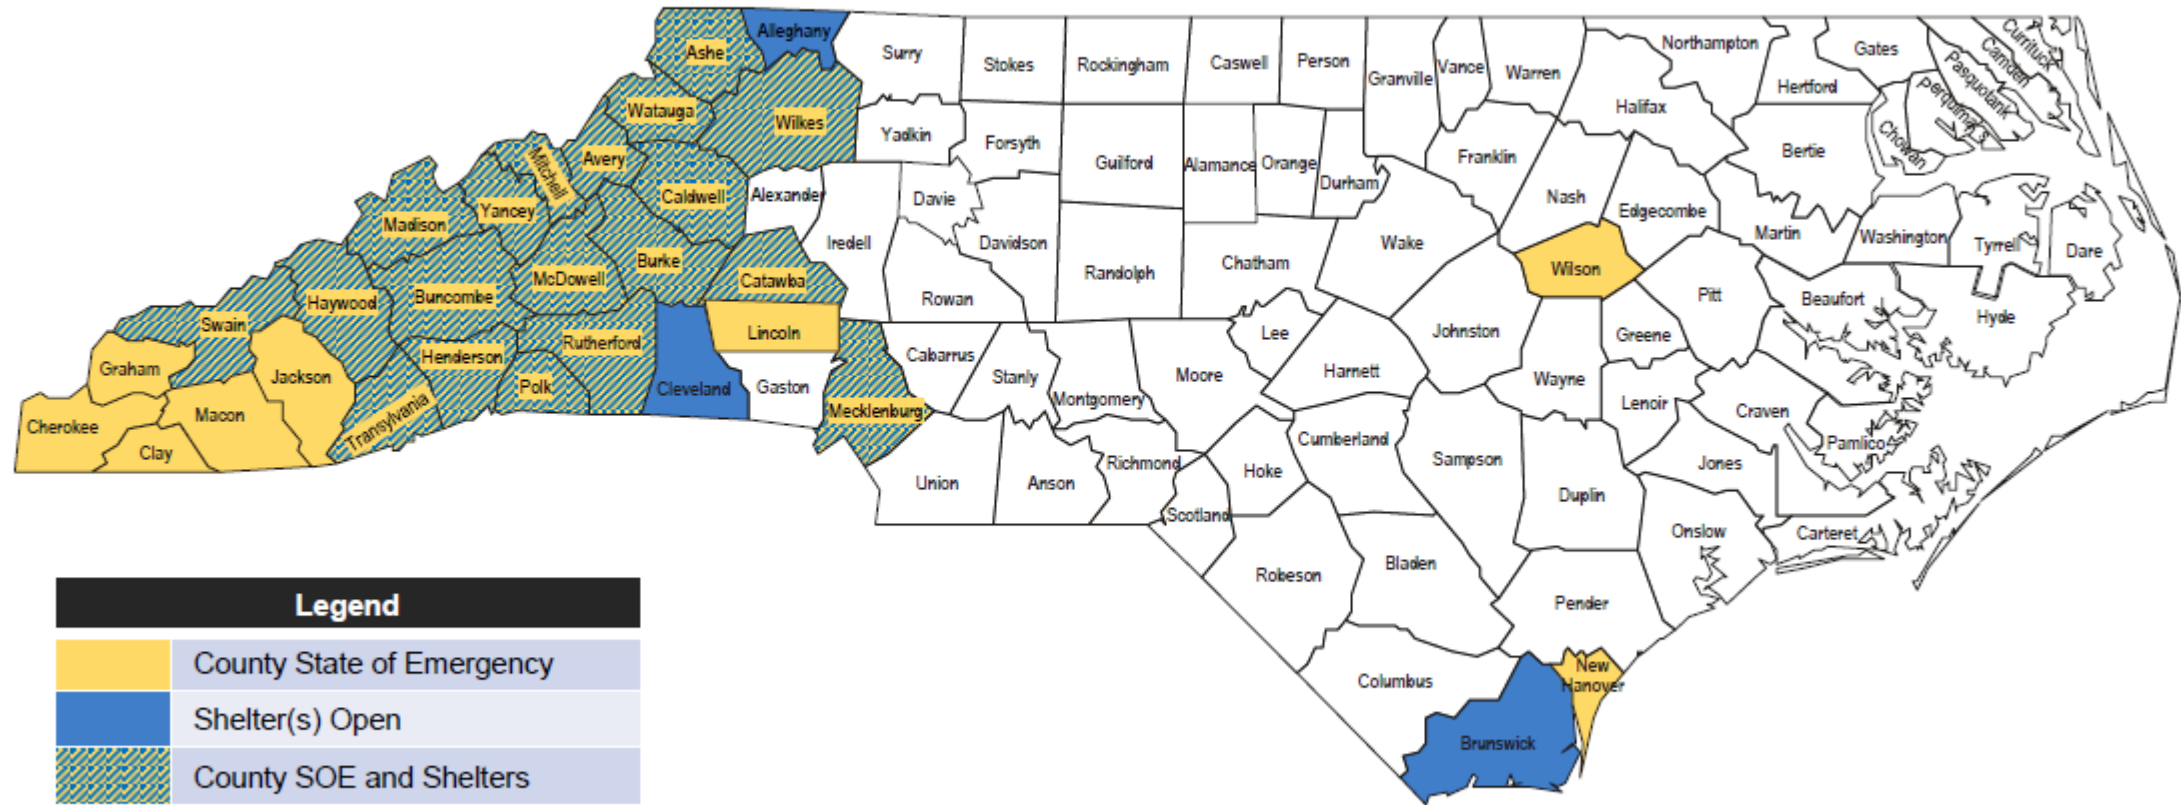 Alleghany
Ashe
Surry
Stokes
Rockingham
Caswell
Person
Granville
Vance
Warren
Northampton
Gates
Currituck
Camden
Pasquotank
Perquimans
Hertford
Halifax
Watauga
Wilkes
Yadkin
Forsyth
Guilford
Alamance
Orange
Durham
Franklin
Bertie
Chowan
Mitchell
Avery
Caldwell
Alexander
Davie
Nash
Edgecombe
Madison
Yancey
Iredell
Davidson
Wake
Martin
Washington
Tyrrell
Dare
Burke
McDowell
Catawba
Randolph
Chatham
Wilson
Haywood
Buncombe
Rowan
Pitt
Beaufort
Hyde
Swain
Lincoln
Rutherford
Henderson
Lee
Johnston
Greene
Cabarrus
Graham
Jackson
Polk
Cleveland
Gaston
Stanly
Moore
Harnett
Wayne
Montgomery
Lenoir
Craven
Cherokee
Macon
Transylvania
Mecklenburg
Clay
Cumberland
Sampson
Pamlico
Richmond
Hoke
Jones
Union
Anson
Duplin
Scotland
Onslow
Carteret
Robeson
Bladen
Pender
New
Hanover
Columbus
Brunswick
Legend
County State of Emergency
Shelter(s) Open
County SOE and Shelters